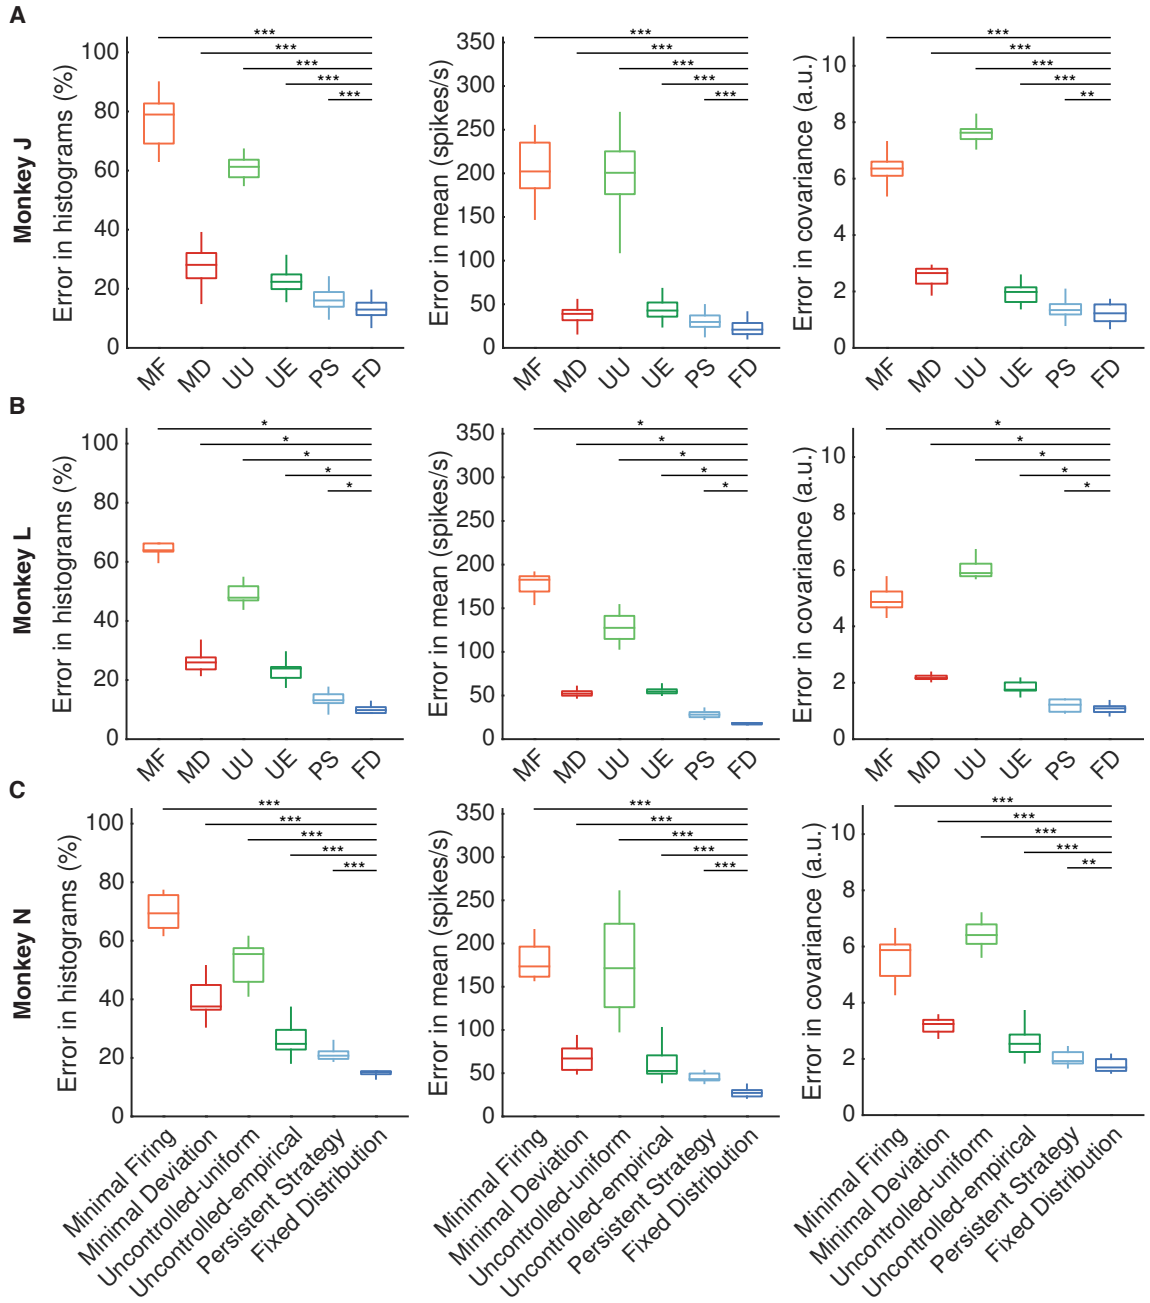 A
Monkey J
Error in histograms (%)
100
80
60
40
20
0
***
***
***
***
***
MF MD UU UE PS FD
Error in mean (spikes/s)
350
300
250
200
150
100
50
0
***
***
***
***
***
MF MD UU UE PS FD
Error in covariance (a.u.)
10
8
6
4
2
0
***
***
***
***
**
MF MD UU UE PS FD
B
Monkey L
Error in histograms (%)
100
80
60
40
20
0
*
*
*
*
*
MF MD UU UE PS FD
Error in mean (spikes/s)
350
300
250
200
150
100
50
0
*
*
*
*
*
MF MD UU UE PS FD
Error in covariance (a.u.)
10
8
6
4
2
0
*
*
*
*
*
MF MD UU UE PS FD
C
Monkey N
Error in histograms (%)
100
80
60
40
20
0
***
***
***
***
***
Minimal Firing
Minimal Deviation
Uncontrolled-uniform
Uncontrolled-empirical
Persistent Strategy
Fixed Distribution
Error in mean (spikes/s)
350
300
250
200
150
100
50
0
***
***
***
***
***
Minimal Firing
Minimal Deviation
Uncontrolled-uniform
Uncontrolled-empirical
Persistent Strategy
Fixed Distribution
Error in covariance (a.u.)
10
8
6
4
2
0
***
***
***
***
**
Minimal Firing
Minimal Deviation
Uncontrolled-uniform
Uncontrolled-empirical
Persistent Strategy
Fixed Distribution